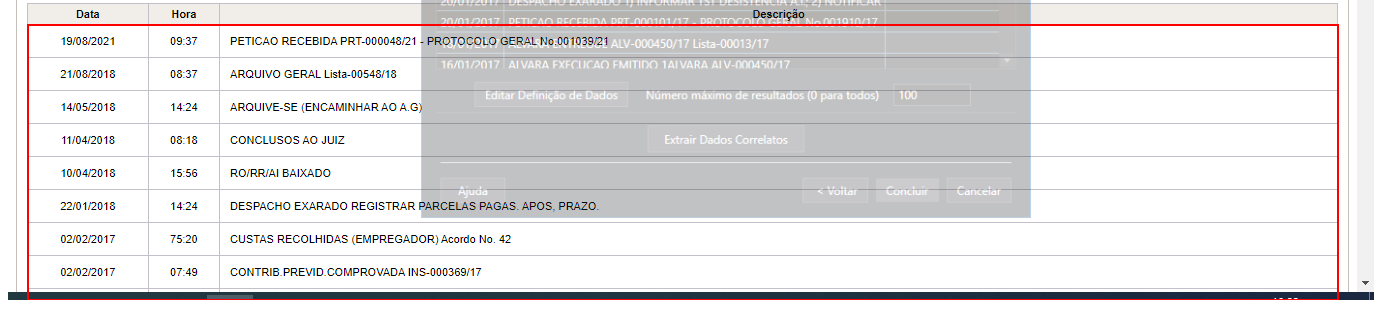 20/01/2017 DESPACHO EXARADO 1) INFORMAR TST DESISTENCIA A.I.; 2) NOTIFICAR
Data Hora Descrição
20/01/2017 PETICAO RECEBIDA PRT-000101/17 - PROTOCOLO GERAL No.001910/17
19/08/2021 09:37 PETICAO RECEBIDA PRT-000048/21 - PROTOCOLO GERAL No.001039/21
ALV-000450/17 Lista-00013/17
16/01/2017 ALVARA EXECUCAO EMITIDO 1ALVARA ALV-000450/17
21/08/2018 08:37 ARQUIVO GERAL Lista-00548/18
Editar Definição de Dados Número máximo de resultados (0 para todos) 100
14/05/2018 14:24 ARQUIVE-SE (ENCAMINHAR AO A.G)
11/04/2018 08:18 CONCLUSOS AO JUIZ
Extrair Dados Correlatos
10/04/2018 15:56 RO/RR/AI BAIXADO
Ajuda < Voltar Concluir Cancelar
22/01/2018 14:24 DESPACHO EXARADO REGISTRAR PARCELAS PAGAS. APOS, PRAZO.
02/02/2017 75:20 CUSTAS RECOLHIDAS (EMPREGADOR) Acordo No. 42
02/02/2017 07:49 CONTRIB.PREVID.COMPROVADA INS-000369/17